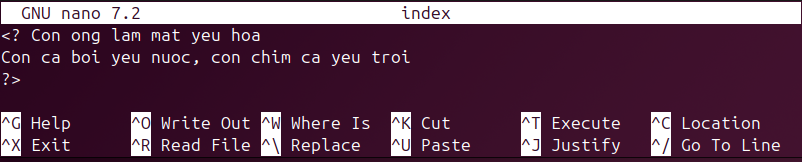 GNU nano 7.2 index
<? Con ong lam mat yeu hoa
Con ca boi yeu nuoc, con chim ca yeu troi
?>
^G Help ^O Write Out ^W Where Is ^K Cut ^T Execute ^C Location
^X Exit ^R Read File ^\ Replace ^U Paste ^J Justify ^/ Go To Line